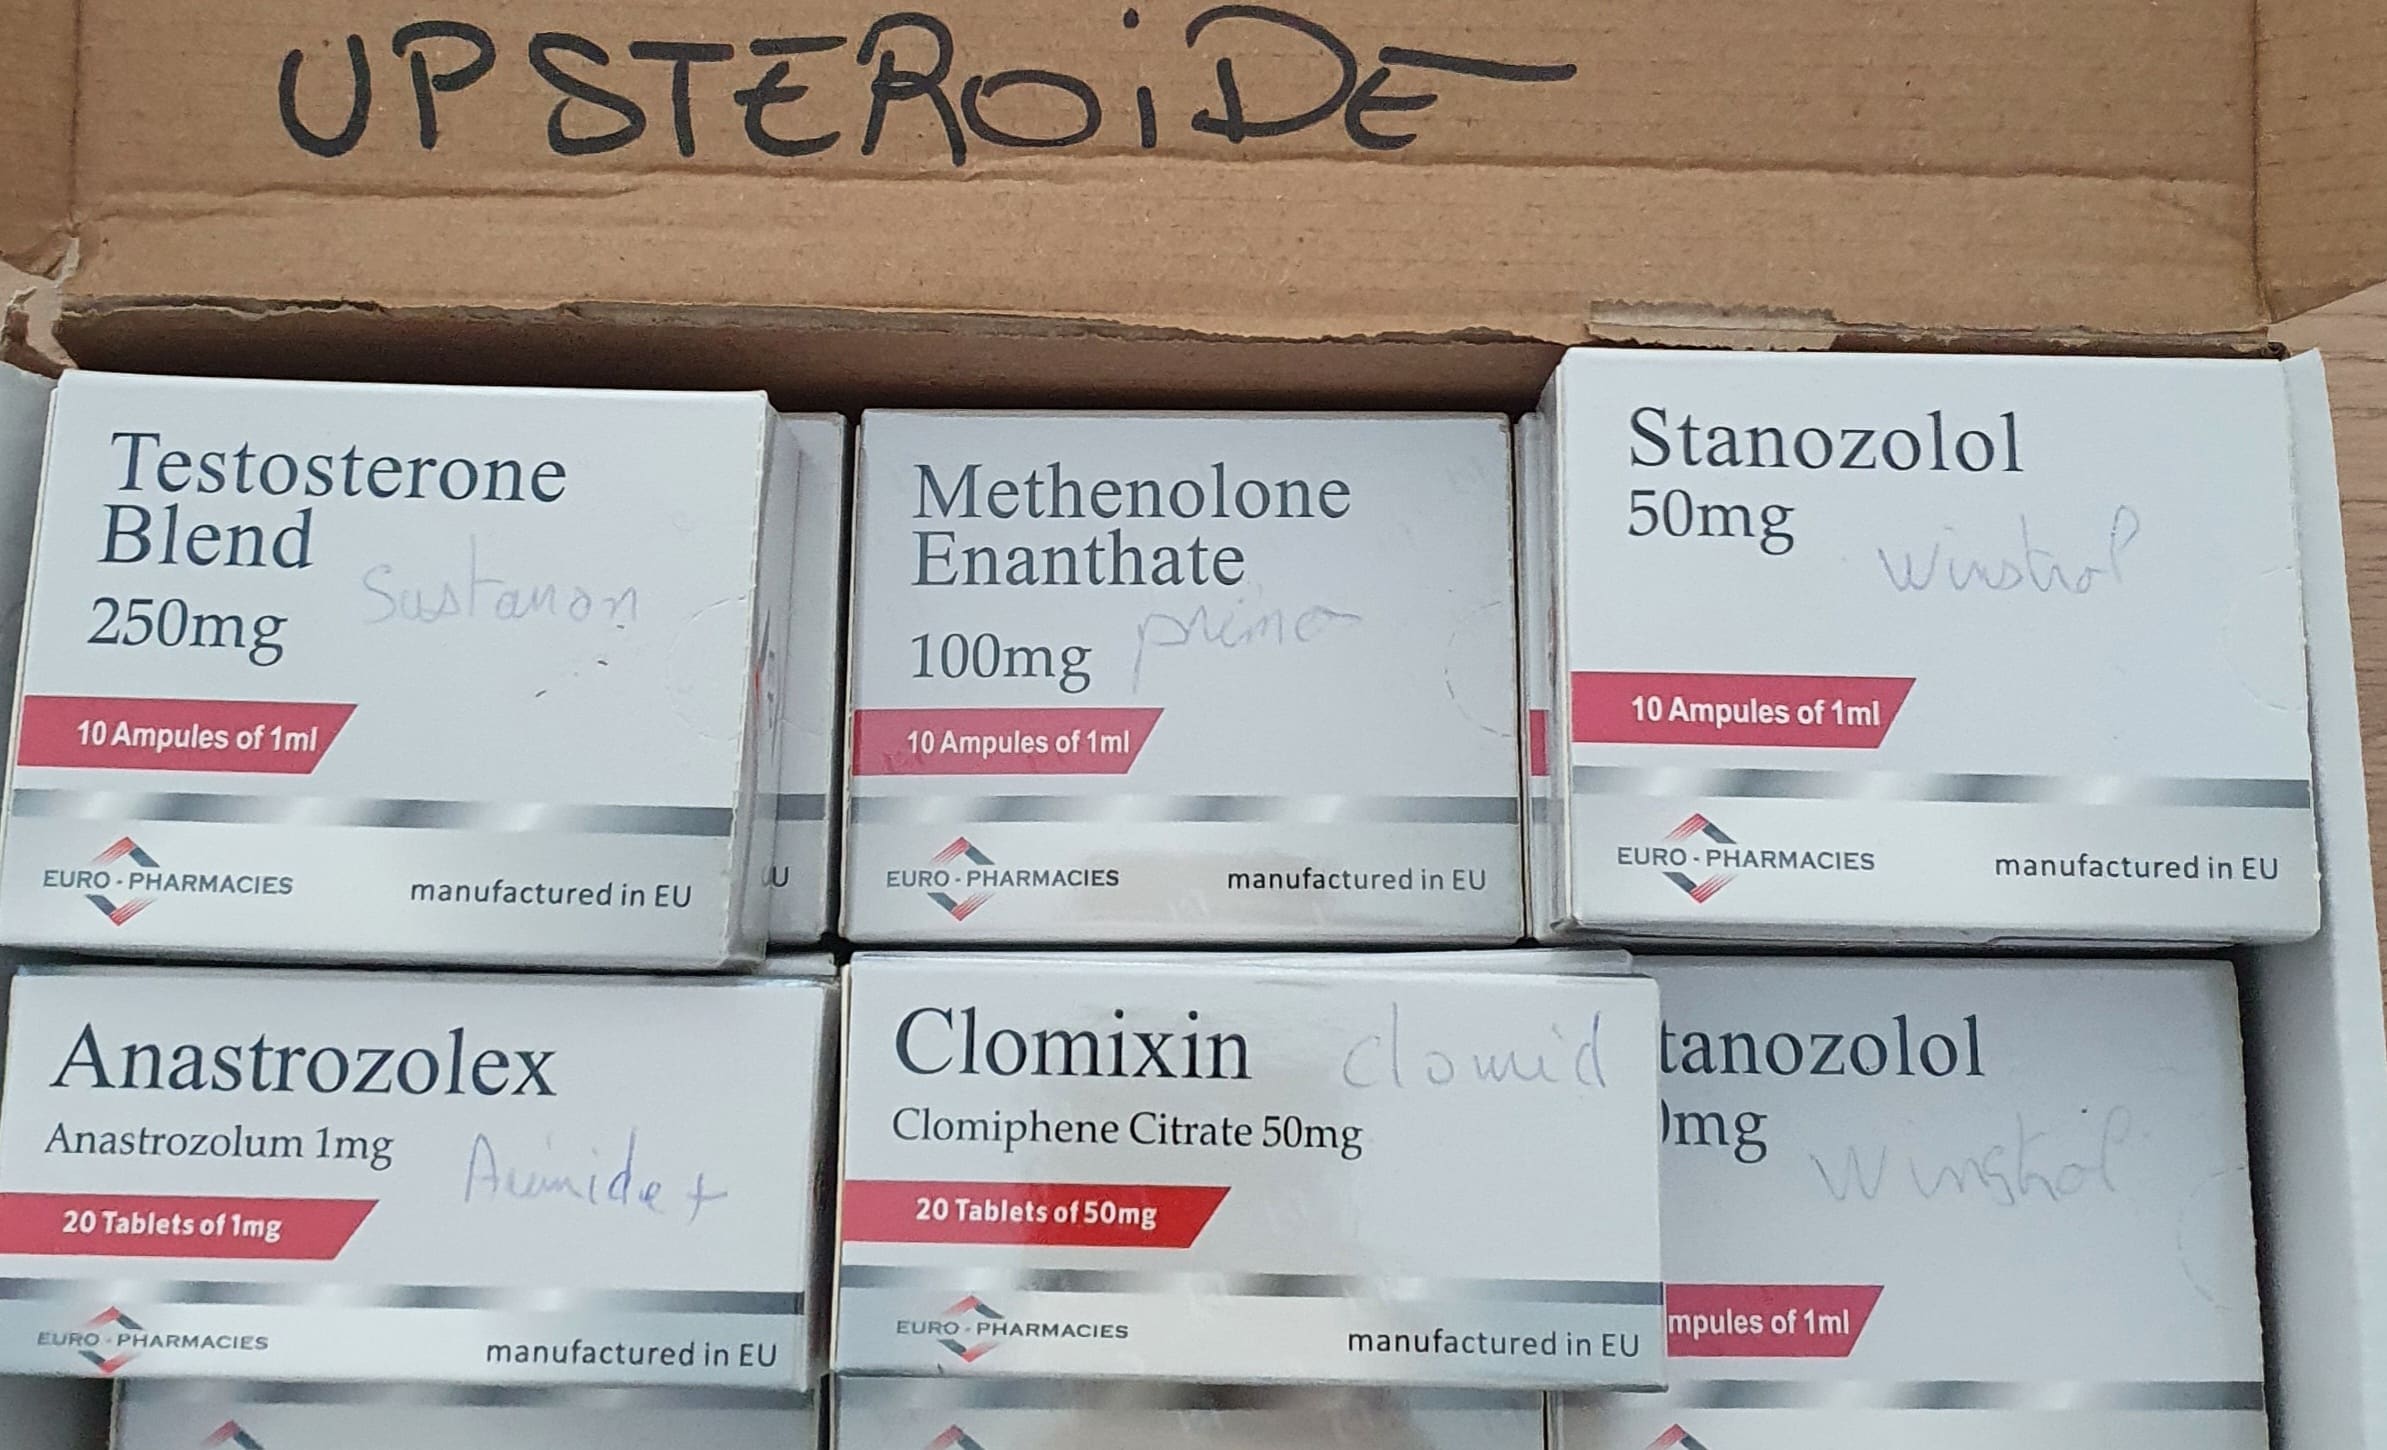 UPSTEROIDE
Testosterone
Blend
250mg
Sustanon
10 Ampules of 1ml
EURO-PHARMACIES
manufactured in EU
U
Methenolone
Enanthate
100mg
primo
10 Ampules of 1ml
EURO-PHARMACIES
manufactured in EU
Stanozolol
50mg
Winstrol
10 Ampules of 1ml
EURO-PHARMACIES
manufactured in EU
Anastrozolex
Anastrozolum 1mg
Arimidex
20 Tablets of 1mg
EURO-PHARMACIES
manufactured in EU
Clomixin
Clomid
Clomiphene Citrate 50mg
20 Tablets of 50mg
EURO-PHARMACIES
manufactured in EU
tanozolol
mg
Winstrol
mpules of 1ml